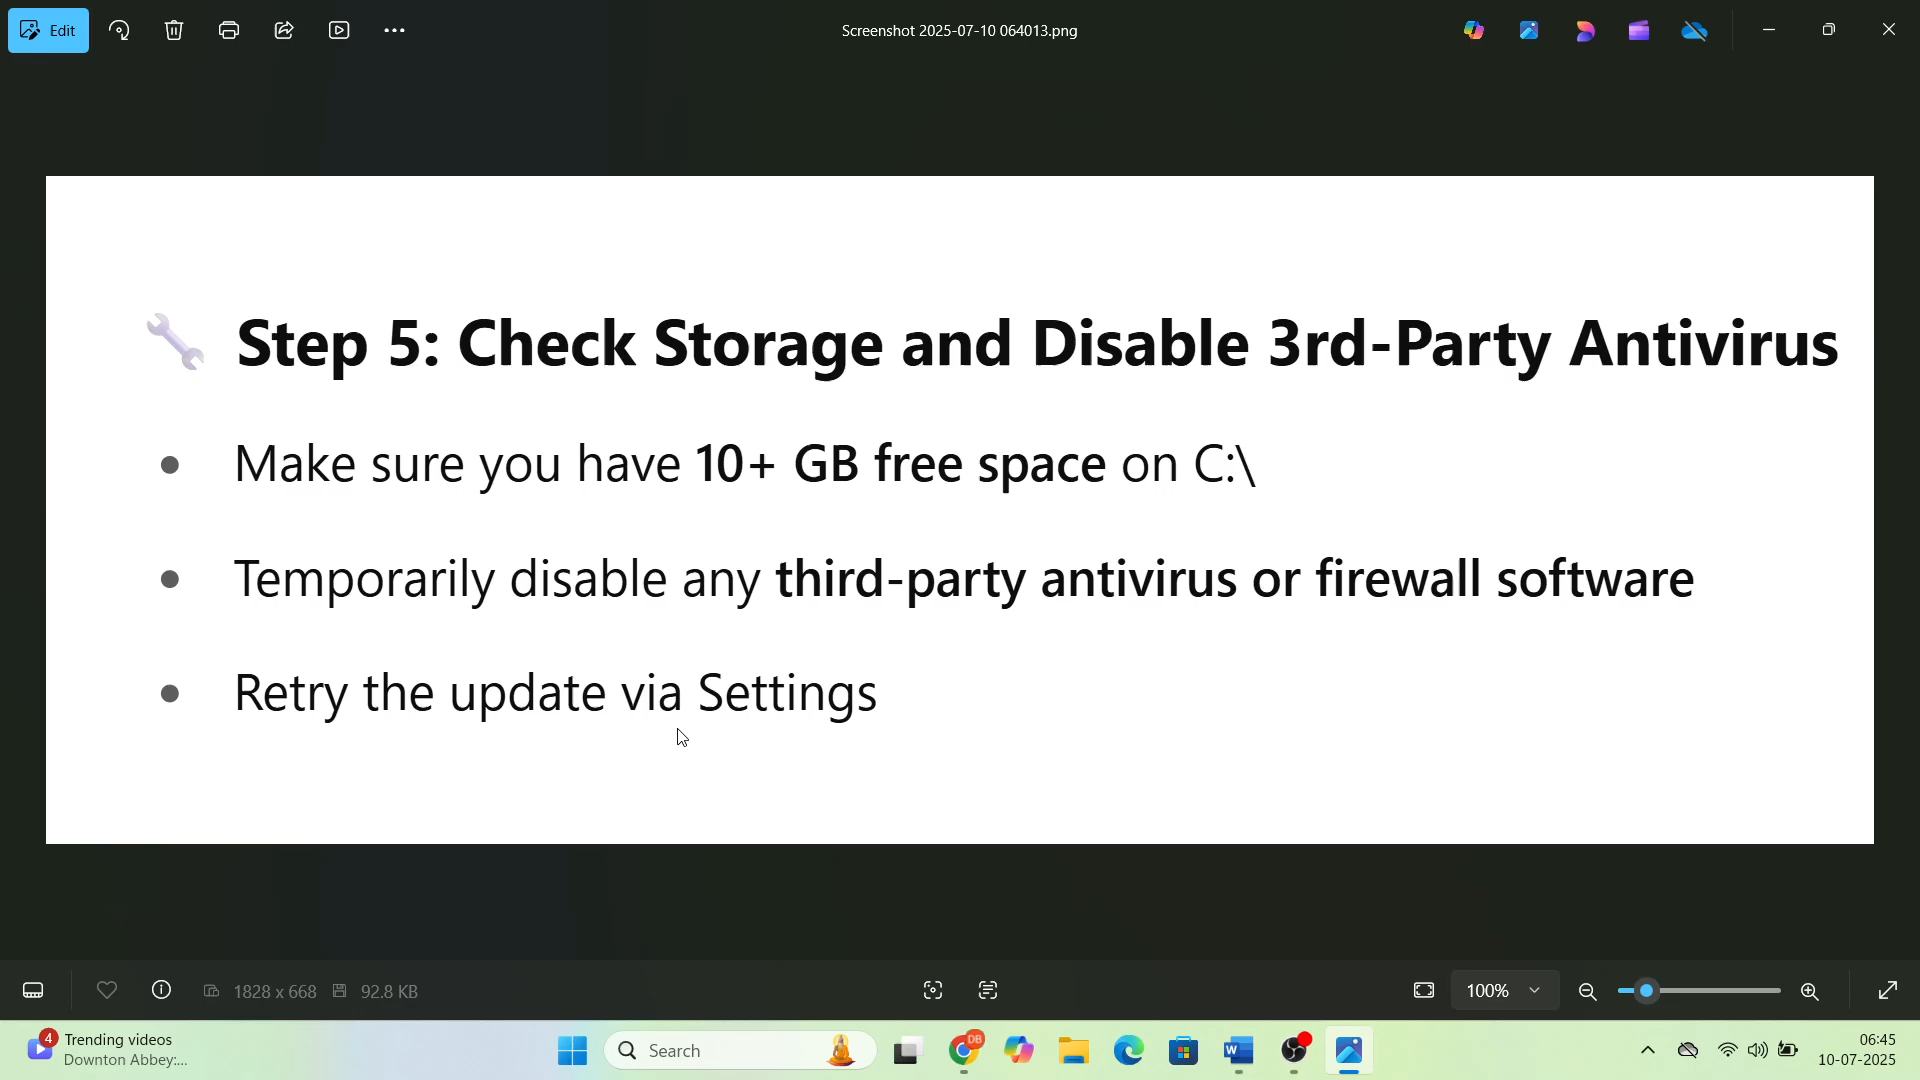 Edit
Screenshot 2025-07-10 064013.png
Step 5: Check Storage and Disable 3rd-Party Antivirus
Make sure you have 10+ GB free space on C:\
Temporarily disable any third-party antivirus or firewall software
Retry the update via Settings
1828 x 668
92.8 KB
100%
4
Trending videos
Downton Abbey:...
Search
DB
W
06:45
10-07-2025